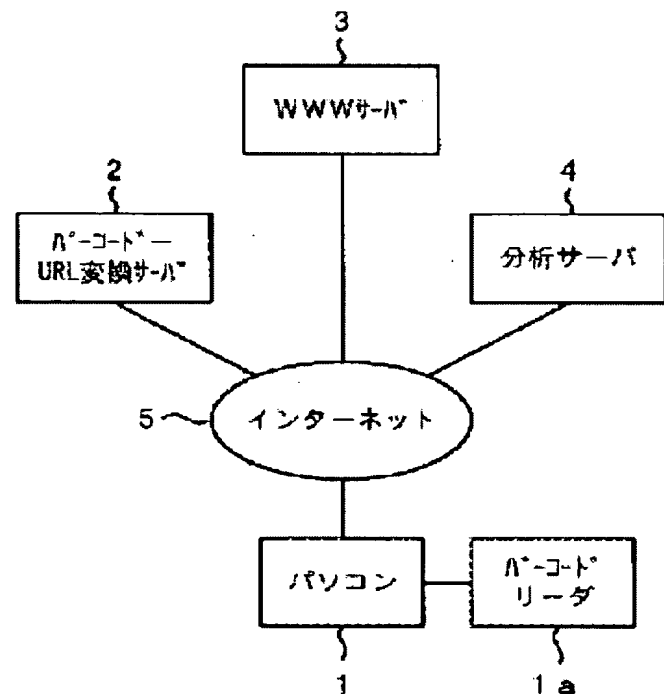 3
WWWサーバ
2
バーコードー
URL変換サーバ
4
分析サーバ
5
インターネット
パソコン
バーコード
リーダ
1
1a